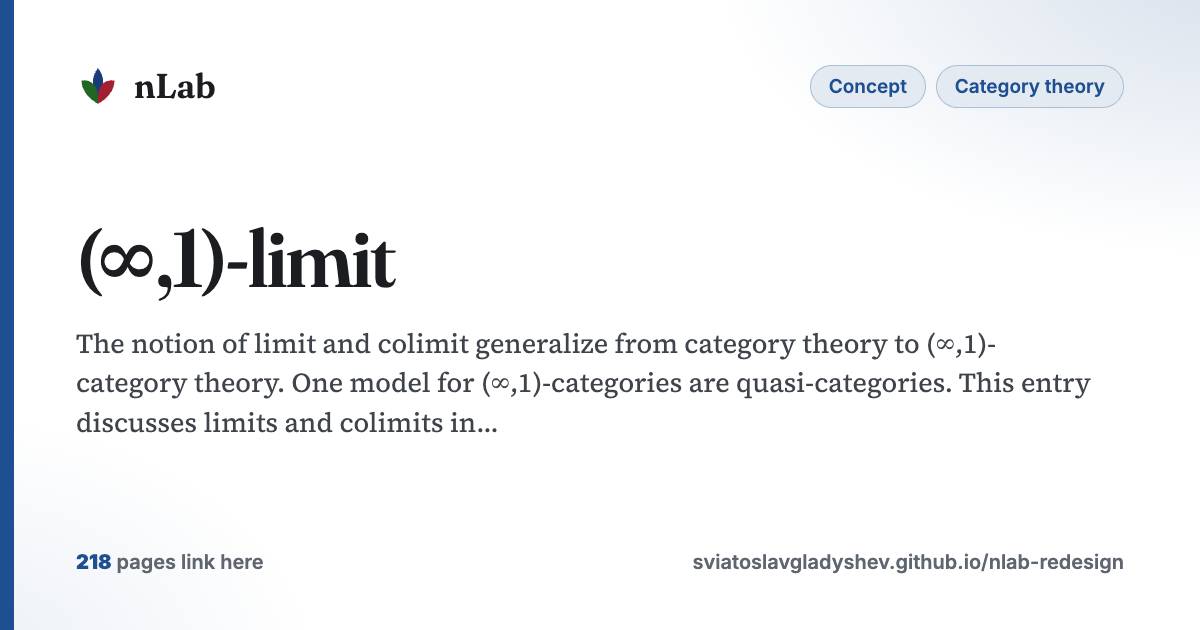 nLab
Concept
Category theory
(∞,1)-limit
The notion of limit and colimit generalize from category theory to (∞,1)-
category theory. One model for (∞,1)-categories are quasi-categories. This entry
discusses limits and colimits in...
218 pages link here
sviatoslavgladyshev.github.io/nlab-redesign